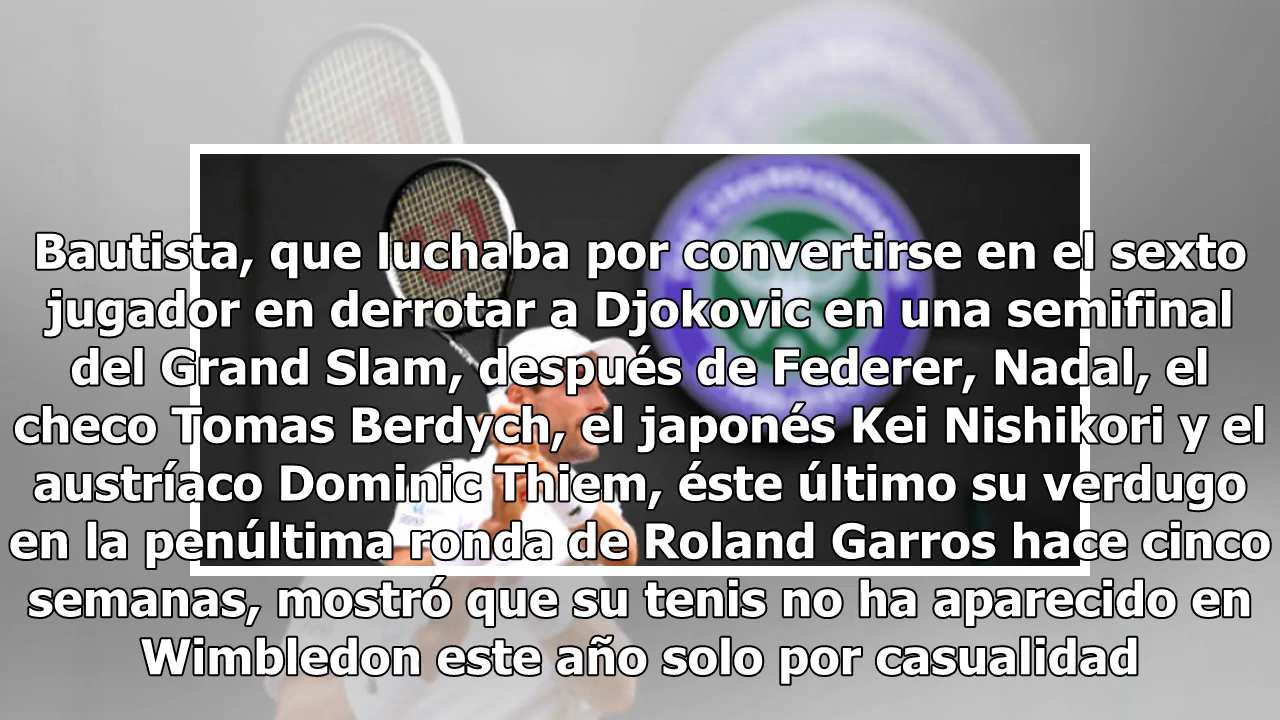 Bautista, que luchaba por convertirse en el sexto
jugador en derrotar a Djokovic en una semifinal
del Grand Slam, después de Federer, Nadal, el
checo Tomas Berdych, el japonés Kei Nishikori y el
austríaco Dominic Thiem, éste último su verdugo
en la penúltima ronda de Roland Garros hace cinco
semanas, mostró que su tenis no ha aparecido en
Wimbledon este año solo por casualidad